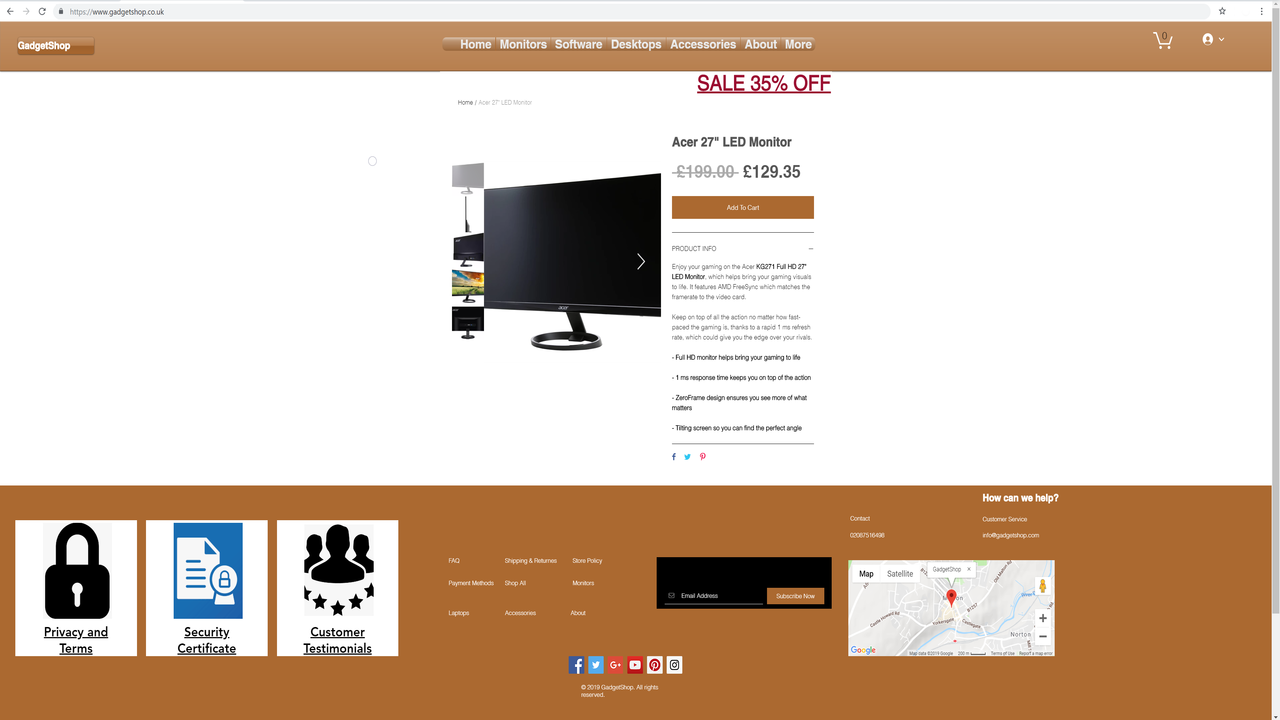 https://www.gadgetshop.co.uk
GadgetShop
Home Monitors Software Desktops Accessories About More
0
SALE 35% OFF
Home / Acer 27" LED Monitor
Acer 27" LED Monitor
£199.00 £129.35
Add To Cart
PRODUCT INFO
Enjoy your gaming on the Acer KG271 Full HD 27"
LED Monitor, which helps bring your gaming visuals
to life. It features AMD FreeSync which matches the
framerate to the video card.
Keep on top of all the action no matter how fast-
paced the gaming is, thanks to a rapid 1 ms refresh
rate, which could give you the edge over your rivals.
- Full HD monitor helps bring your gaming to life
- 1 ms response time keeps you on top of the action
- ZeroFrame design ensures you see more of what
matters
- Tilting screen so you can find the perfect angle
acer
Privacy and
Terms
Security
Certificate
Customer
Testimonials
FAQ Shipping & Returnes Store Policy
Payment Methods Shop All Monitors
Laptops Accessories About
Email Address Subscribe Now
© 2019 GadgetShop. All rights
reserved.
How can we help?
Contact Customer Service
02087516498 info@gadgetshop.com
Map Satellite
GadgetShop
Norton
Google
Map data ©2019 Google 200 m Terms of Use Report a map error